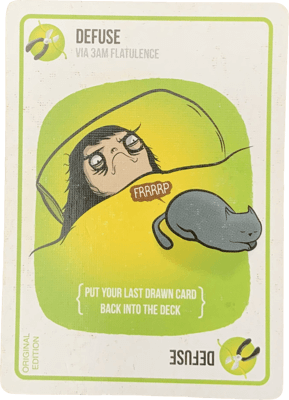 DEFUSE
VIA 3AM FLATULENCE
FRRRRP
PUT YOUR LAST DRAWN CARD
BACK INTO THE DECK
ORIGINAL
EDITION
DEFUSE